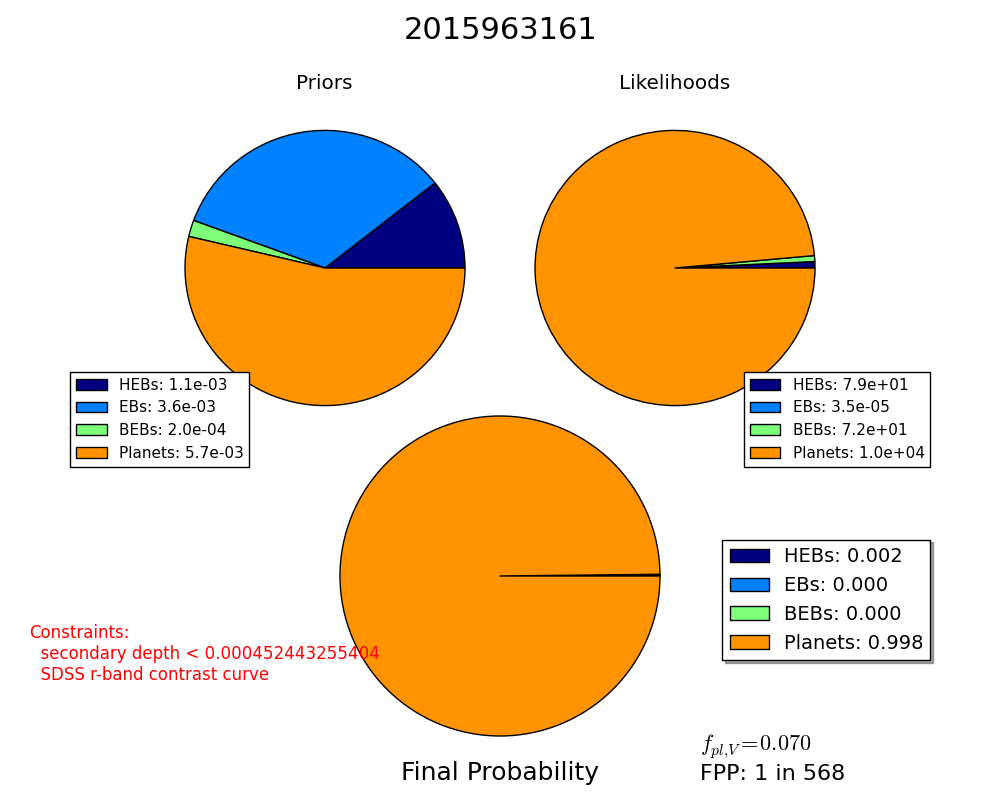 2015963161
Priors
Likelihoods
HEBs: 1.1e-03
EBs: 3.6e-03
BEBs: 2.0e-04
Planets: 5.7e-03
HEBs: 7.9e+01
EBs: 3.5e-05
BEBs: 7.2e+01
Planets: 1.0e+04
HEBs: 0.002
EBs: 0.000
BEBs: 0.000
Planets: 0.998
Constraints:
secondary depth < 0.000452443255404
SDSS r-band contrast curve
Final Probability
f_{pl,V}=0.070
FPP: 1 in 568